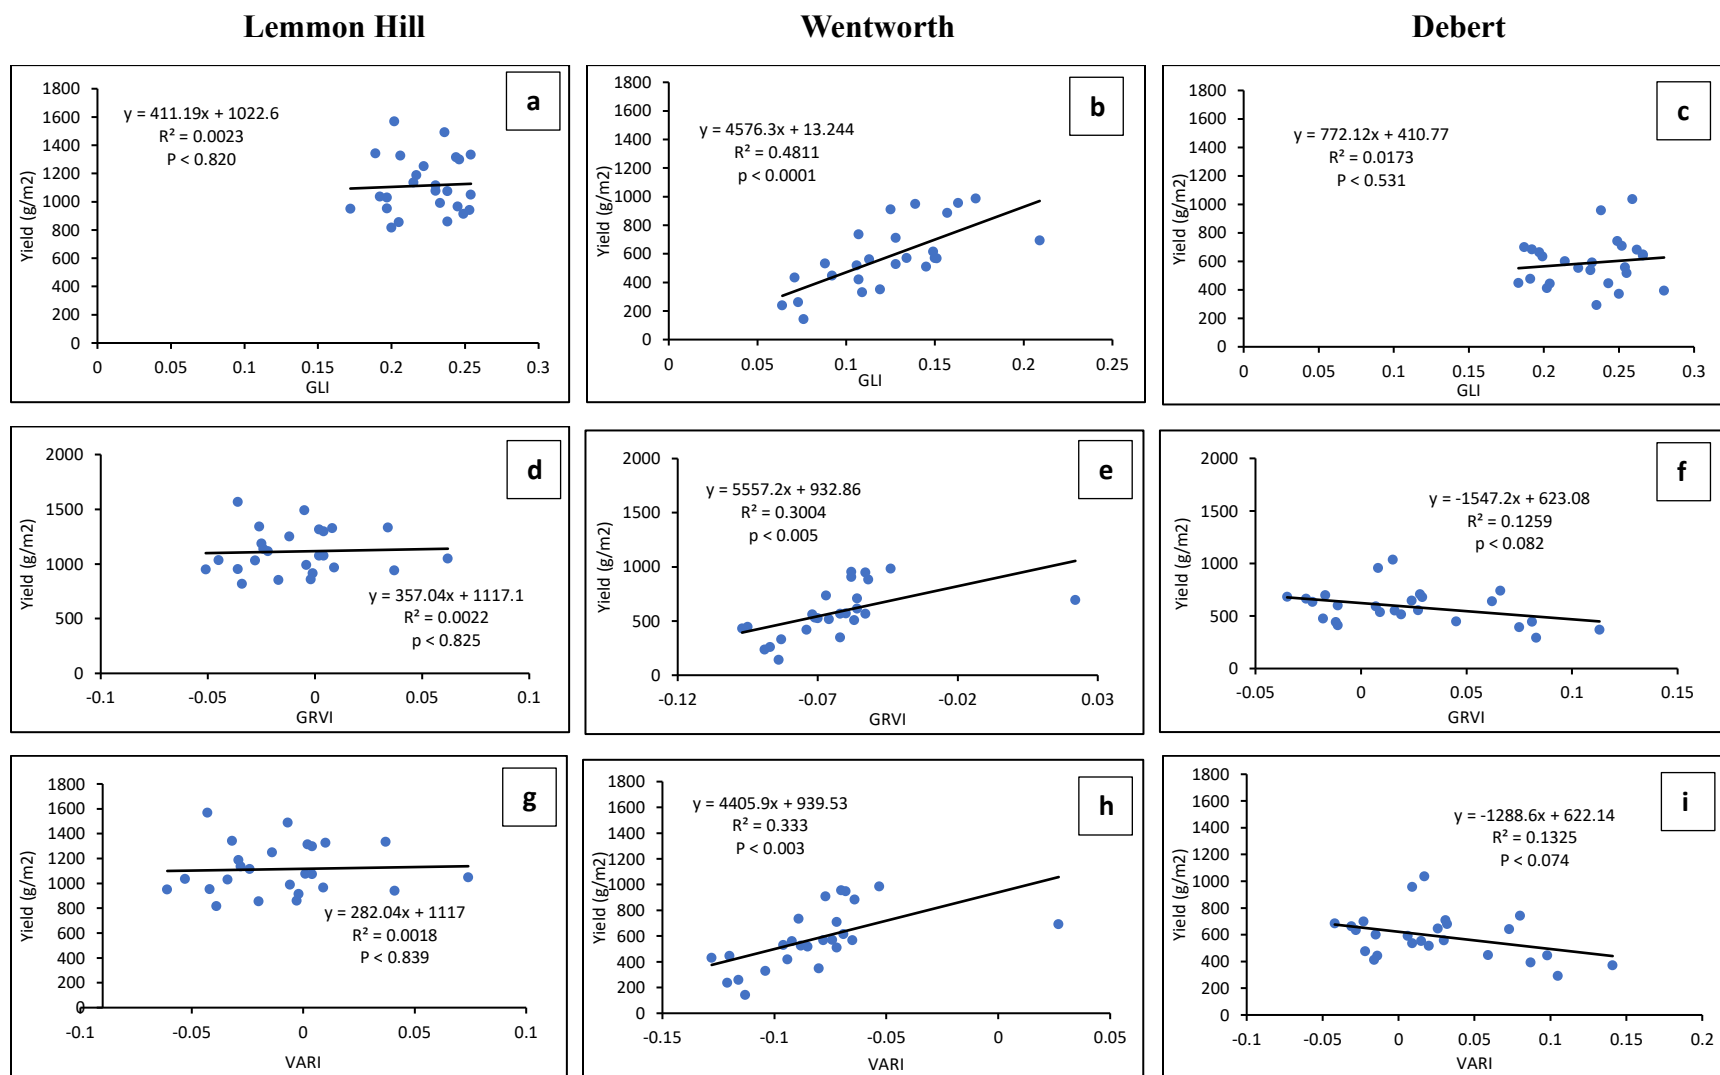 Lemmon Hill
Wentworth
Debert
a
y = 411.19x + 1022.6
R² = 0.0023
P < 0.820
Yield (g/m2)
1800
1600
1400
1200
1000
800
600
400
200
0
0 0.05 0.1 0.15 0.2 0.25 0.3
GLI
b
y = 4576.3x + 13.244
R² = 0.4811
p < 0.0001
Yield (g/m2)
1800
1600
1400
1200
1000
800
600
400
200
0
0 0.05 0.1 0.15 0.2 0.25
GLI
c
y = 772.12x + 410.77
R² = 0.0173
P < 0.531
Yield (g/m2)
1800
1600
1400
1200
1000
800
600
400
200
0
0 0.05 0.1 0.15 0.2 0.25 0.3
GLI
d
2000
1500
1000
500
0
Yield (g/m2)
y = 357.04x + 1117.1
R² = 0.0022
p < 0.825
-0.1 -0.05 0 0.05 0.1
GRVI
e
2000
1500
1000
500
0
Yield (g/m2)
y = 5557.2x + 932.86
R² = 0.3004
p < 0.005
-0.12 -0.07 -0.02 0.03
GRVI
f
2000
1500
1000
500
0
Yield (g/m2)
y = -1547.2x + 623.08
R² = 0.1259
p < 0.082
-0.05 0 0.05 0.1 0.15
GRVI
g
1800
1600
1400
1200
1000
800
600
400
200
0
Yield (g/m2)
y = 282.04x + 1117
R² = 0.0018
P < 0.839
-0.1 -0.05 0 0.05 0.1
VARI
h
y = 4405.9x + 939.53
R² = 0.333
P < 0.003
1800
1600
1400
1200
1000
800
600
400
200
0
Yield (g/m2)
-0.15 -0.1 -0.05 0 0.05
VARI
i
y = -1288.6x + 622.14
R² = 0.1325
P < 0.074
1800
1600
1400
1200
1000
800
600
400
200
0
Yield (g/m2)
-0.1 -0.05 0 0.05 0.1 0.15 0.2
VARI